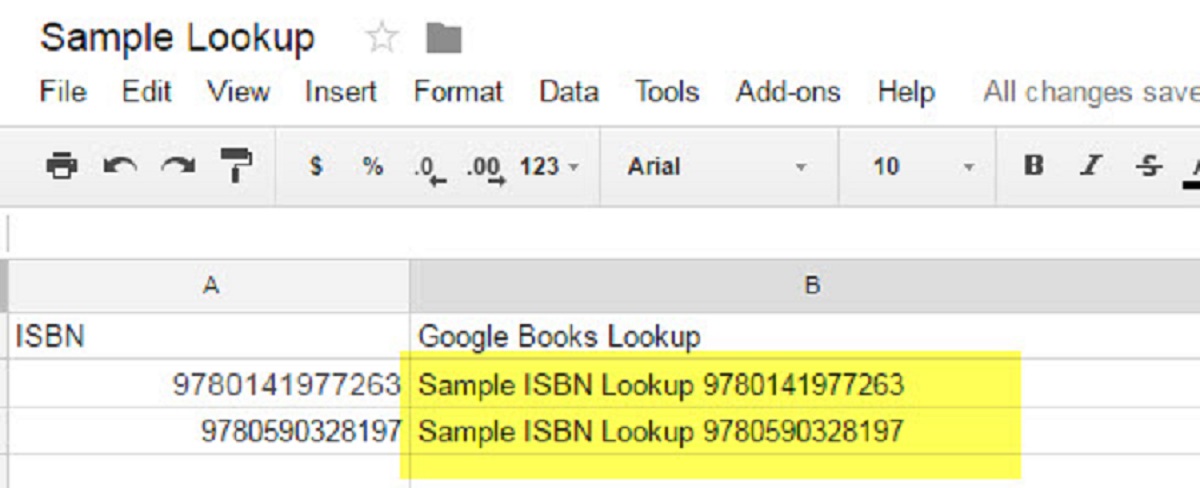 Sample Lookup
File Edit View Insert Format Data Tools Add-ons Help All changes save
$ % .0 .00 123 Arial 10 B I S A
A B
ISBN Google Books Lookup
9780141977263 Sample ISBN Lookup 9780141977263
9780590328197 Sample ISBN Lookup 9780590328197